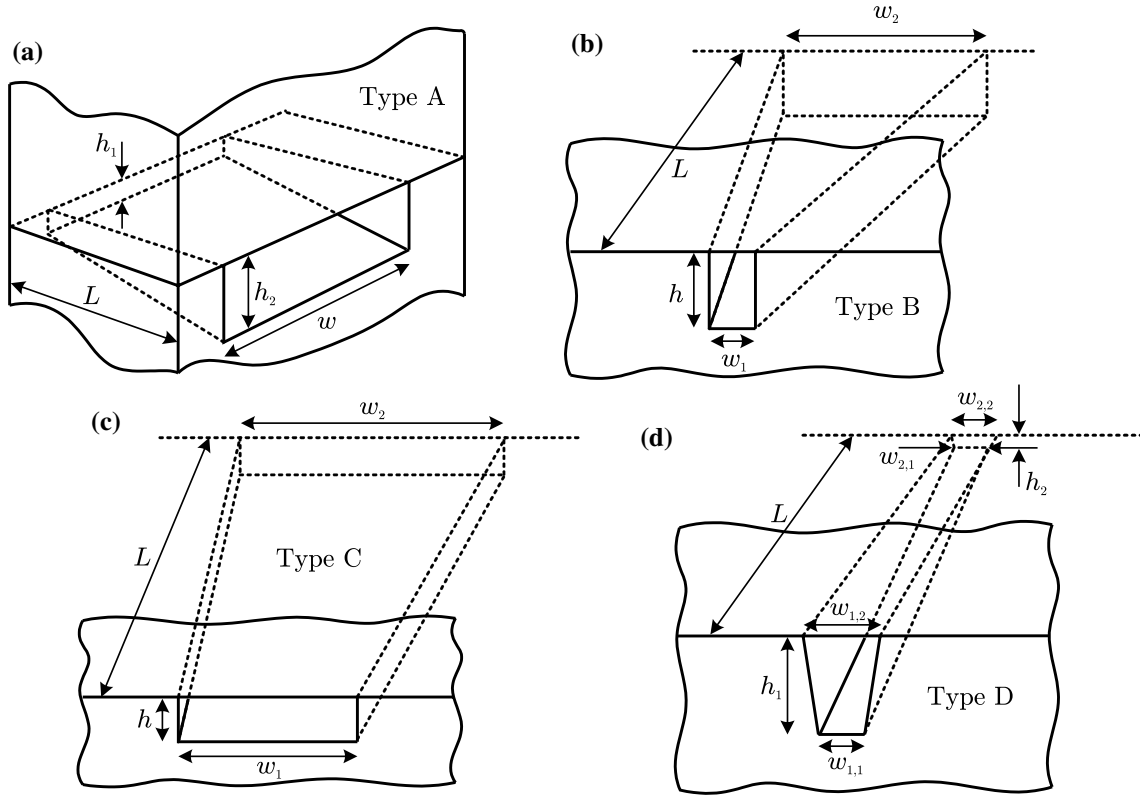 (a)
Type A
h₁
L
h₂
w
(b)
w₂
L
h
Type B
w₁
(c)
w₂
L
Type C
h
w₁
(d)
w₂,₂
w₂,₁
h₂
L
w₁,₂
h₁
Type D
w₁,₁